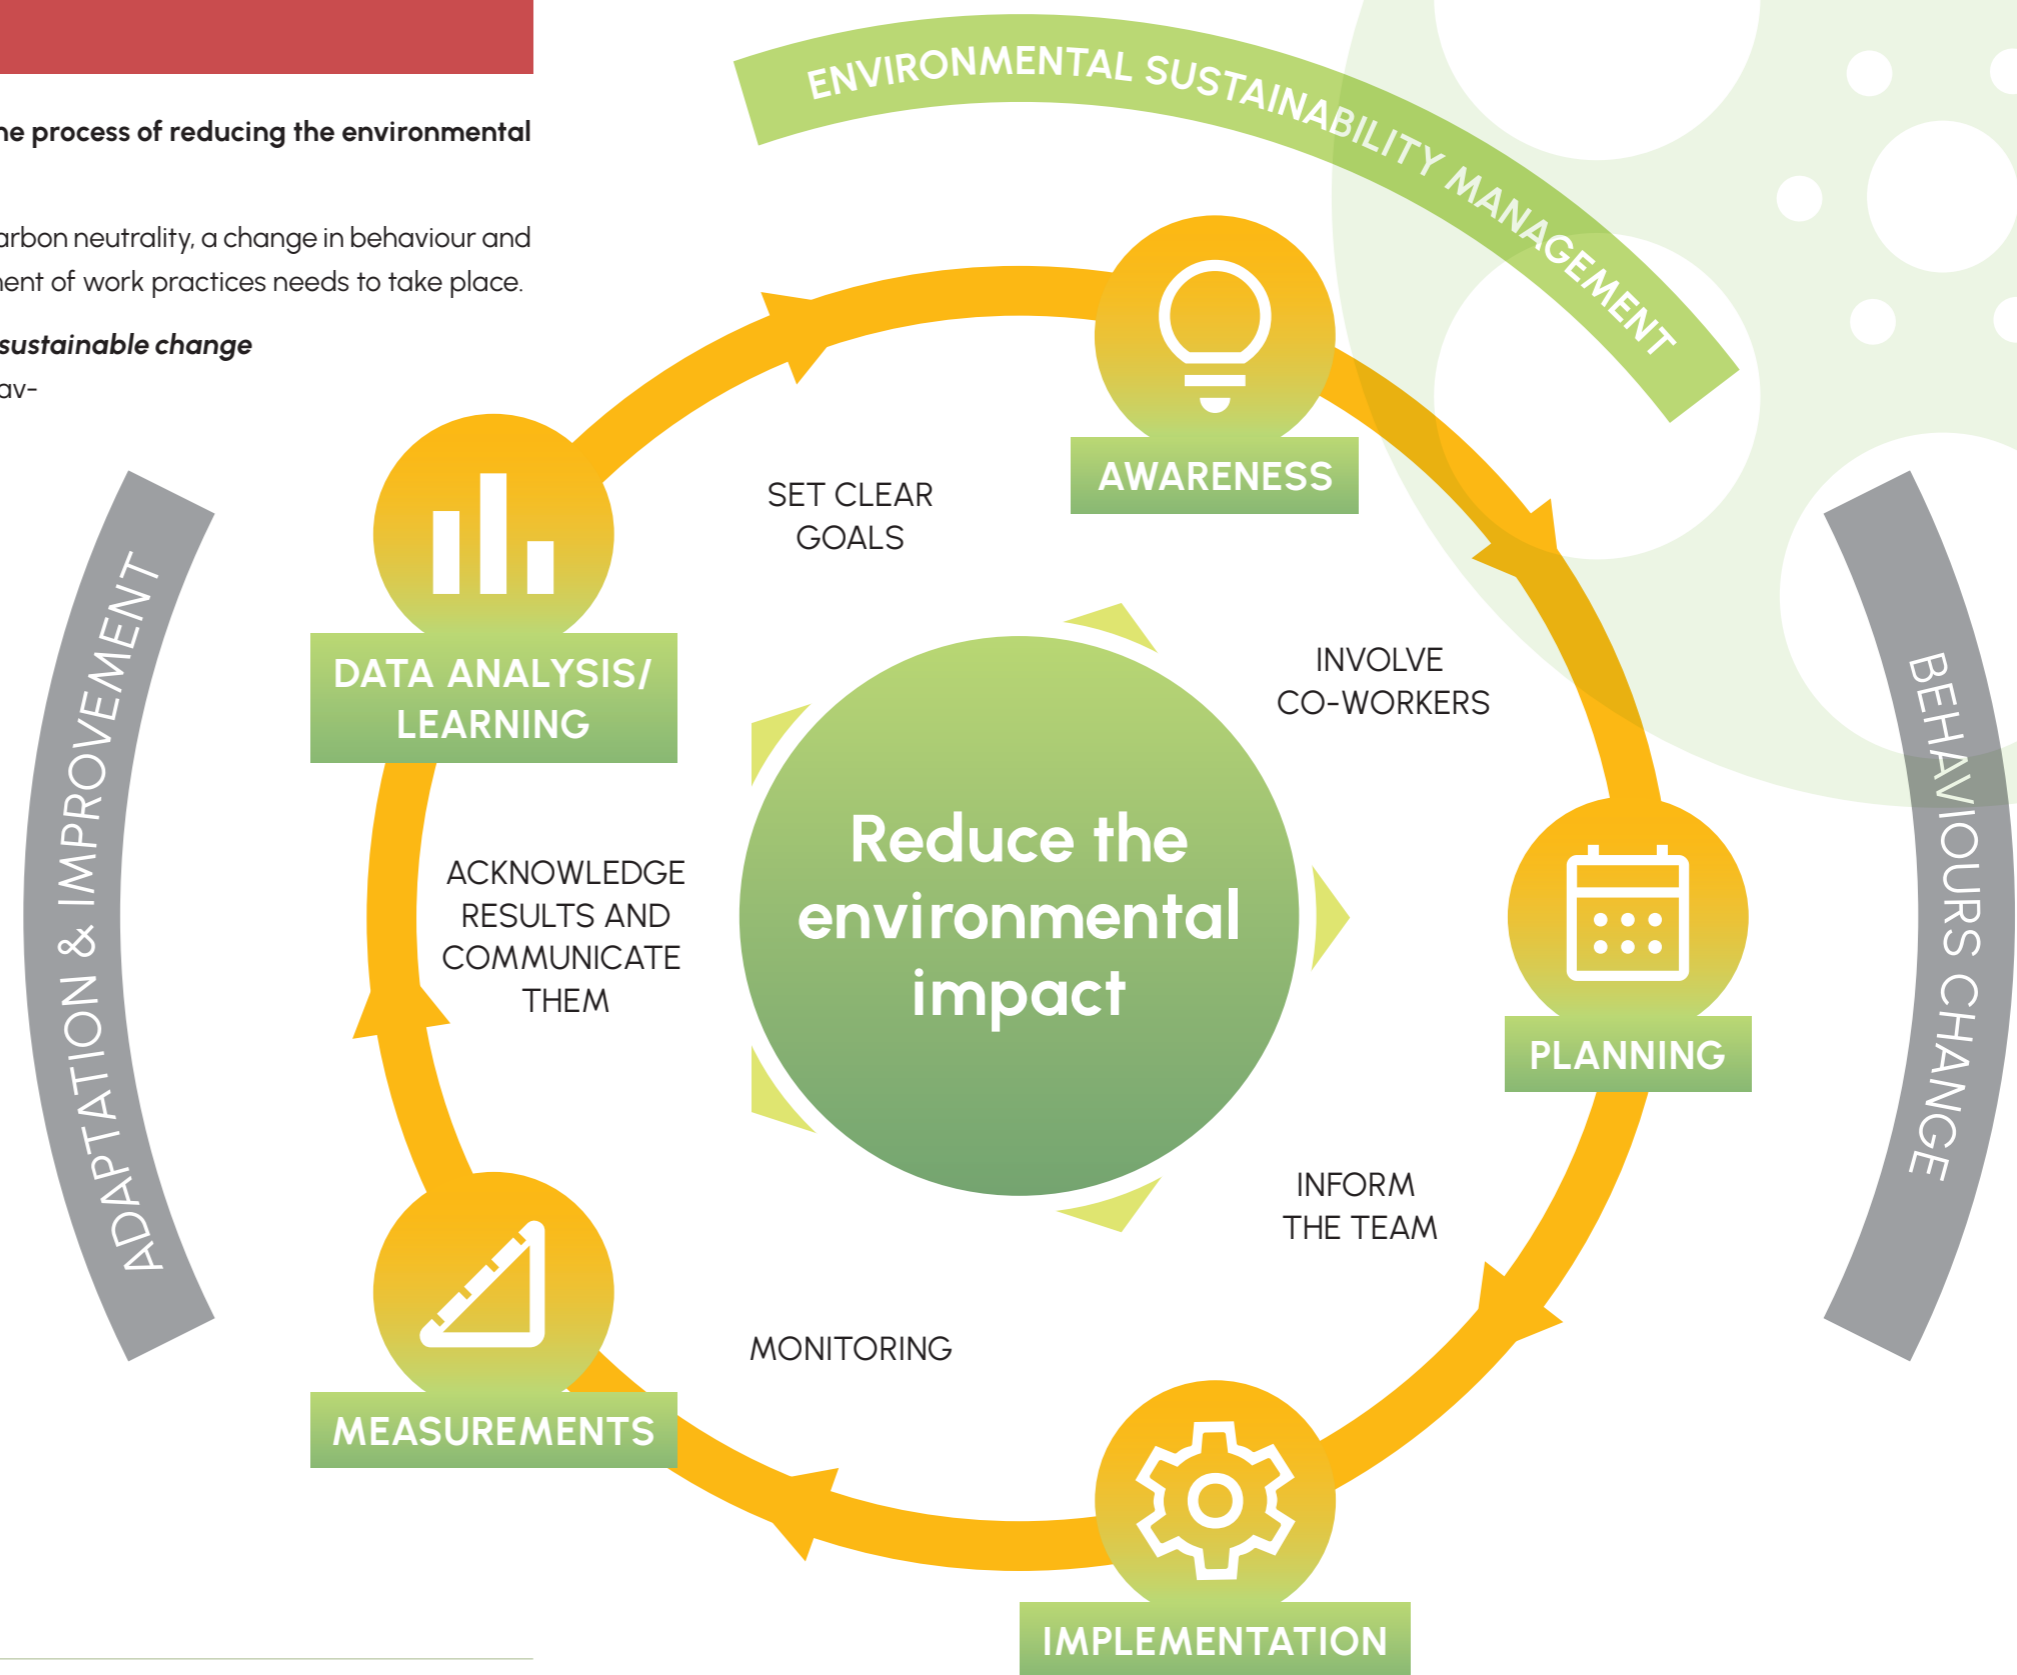 he process of reducing the environmental
arbon neutrality, a change in behaviour and
ment of work practices needs to take place.
sustainable change
av-
ENVIRONMENTAL SUSTAINABILITY MANAGEMENT
AWARENESS
SET CLEAR
GOALS
DATA ANALYSIS/
LEARNING
INVOLVE
CO-WORKERS
ADAPTATION & IMPROVEMENT
BEHAVIOURS CHANGE
Reduce the
environmental
impact
ACKNOWLEDGE
RESULTS AND
COMMUNICATE
THEM
PLANNING
INFORM
THE TEAM
MONITORING
MEASUREMENTS
IMPLEMENTATION